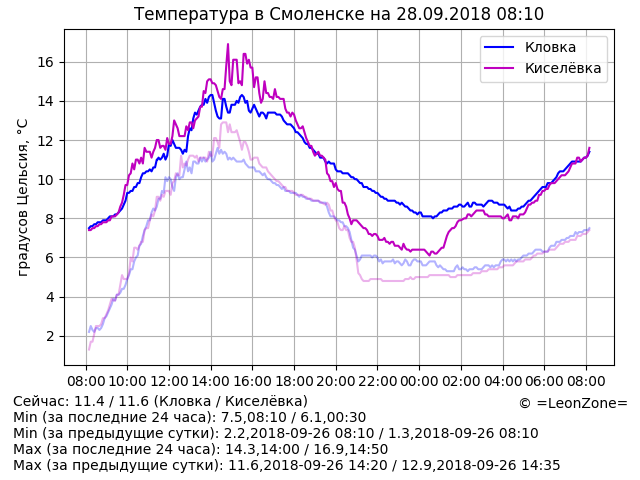 Температура в Смоленске на 28.09.2018 08:10
градусов Цельсия, °C
16
14
12
10
8
6
4
2
Кловка
Киселёвка
08:00 10:00 12:00 14:00 16:00 18:00 20:00 22:00 00:00 02:00 04:00 06:00 08:00
Сейчас: 11.4 / 11.6 (Кловка / Киселёвка)
© =LeonZone=
Min (за последние 24 часа): 7.5,08:10 / 6.1,00:30
Min (за предыдущие сутки): 2.2,2018-09-26 08:10 / 1.3,2018-09-26 08:10
Max (за последние 24 часа): 14.3,14:00 / 16.9,14:50
Max (за предыдущие сутки): 11.6,2018-09-26 14:20 / 12.9,2018-09-26 14:35